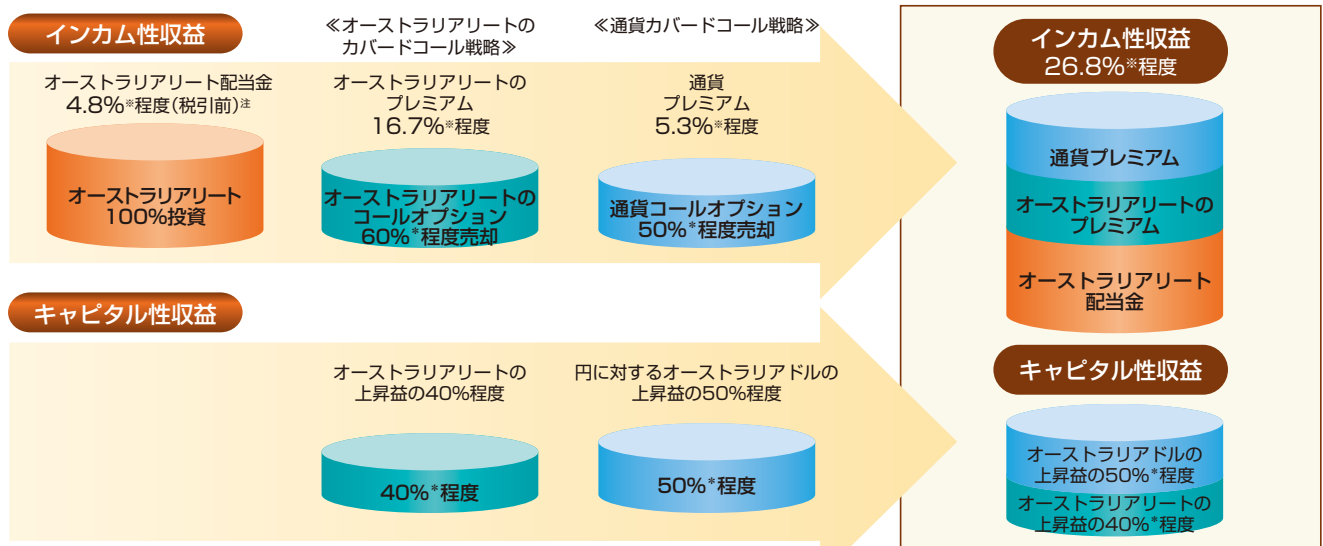 インカム性収益
≪オーストラリアリートの
カバードコール戦略≫
≪通貨カバードコール戦略≫
オーストラリアリート配当金
4.8%※程度(税引前)注
オーストラリアリート
100%投資
オーストラリアリートの
プレミアム
16.7%※程度
オーストラリアリートの
コールオプション
60%*程度売却
通貨
プレミアム
5.3%※程度
通貨コールオプション
50%*程度売却
キャピタル性収益
オーストラリアリートの
上昇益の40%程度
40%*程度
円に対するオーストラリアドルの
上昇益の50%程度
50%*程度
インカム性収益
26.8%※程度
通貨プレミアム
オーストラリアリートの
プレミアム
オーストラリアリート
配当金
キャピタル性収益
オーストラリアドルの
上昇益の50%*程度
オーストラリアリートの
上昇益の40%*程度